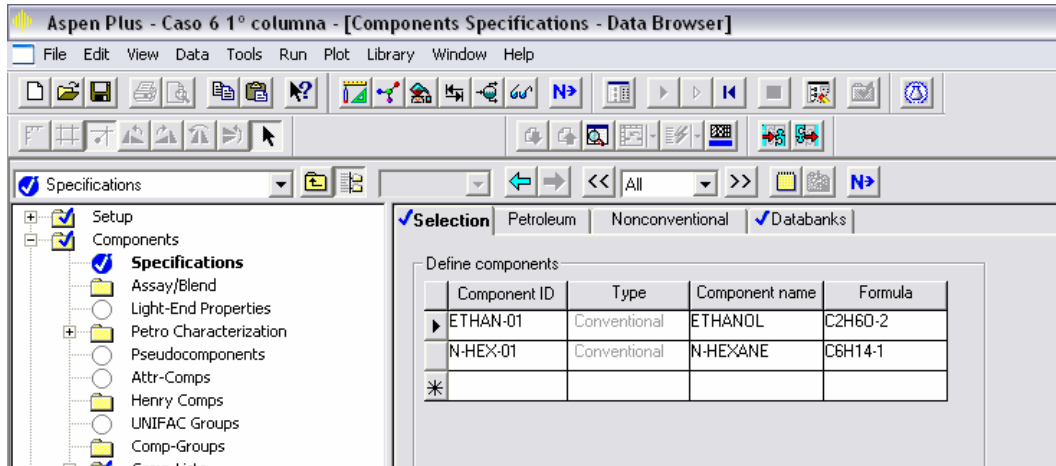 Aspen Plus - Caso 6 1º columna - [Components Specifications - Data Browser]
File Edit View Data Tools Run Plot Library Window Help
N
Specifications
<< All >> N
Setup
Components
Specifications
Assay/Blend
Light-End Properties
Petro Characterization
Pseudocomponents
Attr-Comps
Henry Comps
UNIFAC Groups
Comp-Groups
Selection Petroleum Nonconventional Databanks
Define components
Component ID Type Component name Formula
ETHAN-01 Conventional ETHANOL C2H6O-2
N-HEX-01 Conventional N-HEXANE C6H14-1